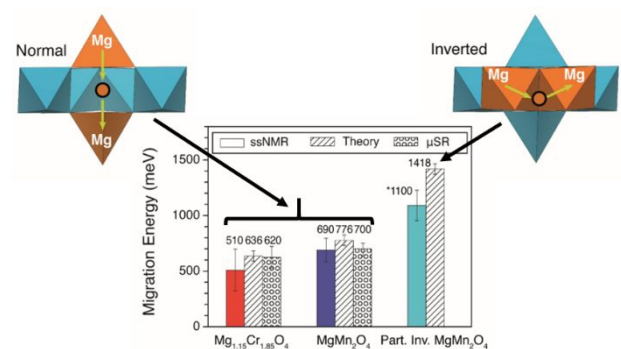 Normal
Inverted
Mg
Mg
Mg
Mg
ssNMR Theory μSR
Migration Energy (meV)
1500
1000
500
0
510 636 620
690 776 700
*1100
1418
Mg₁.₁₅Cr₁.₈₅O₄ MgMn₂O₄ Part. Inv. MgMn₂O₄